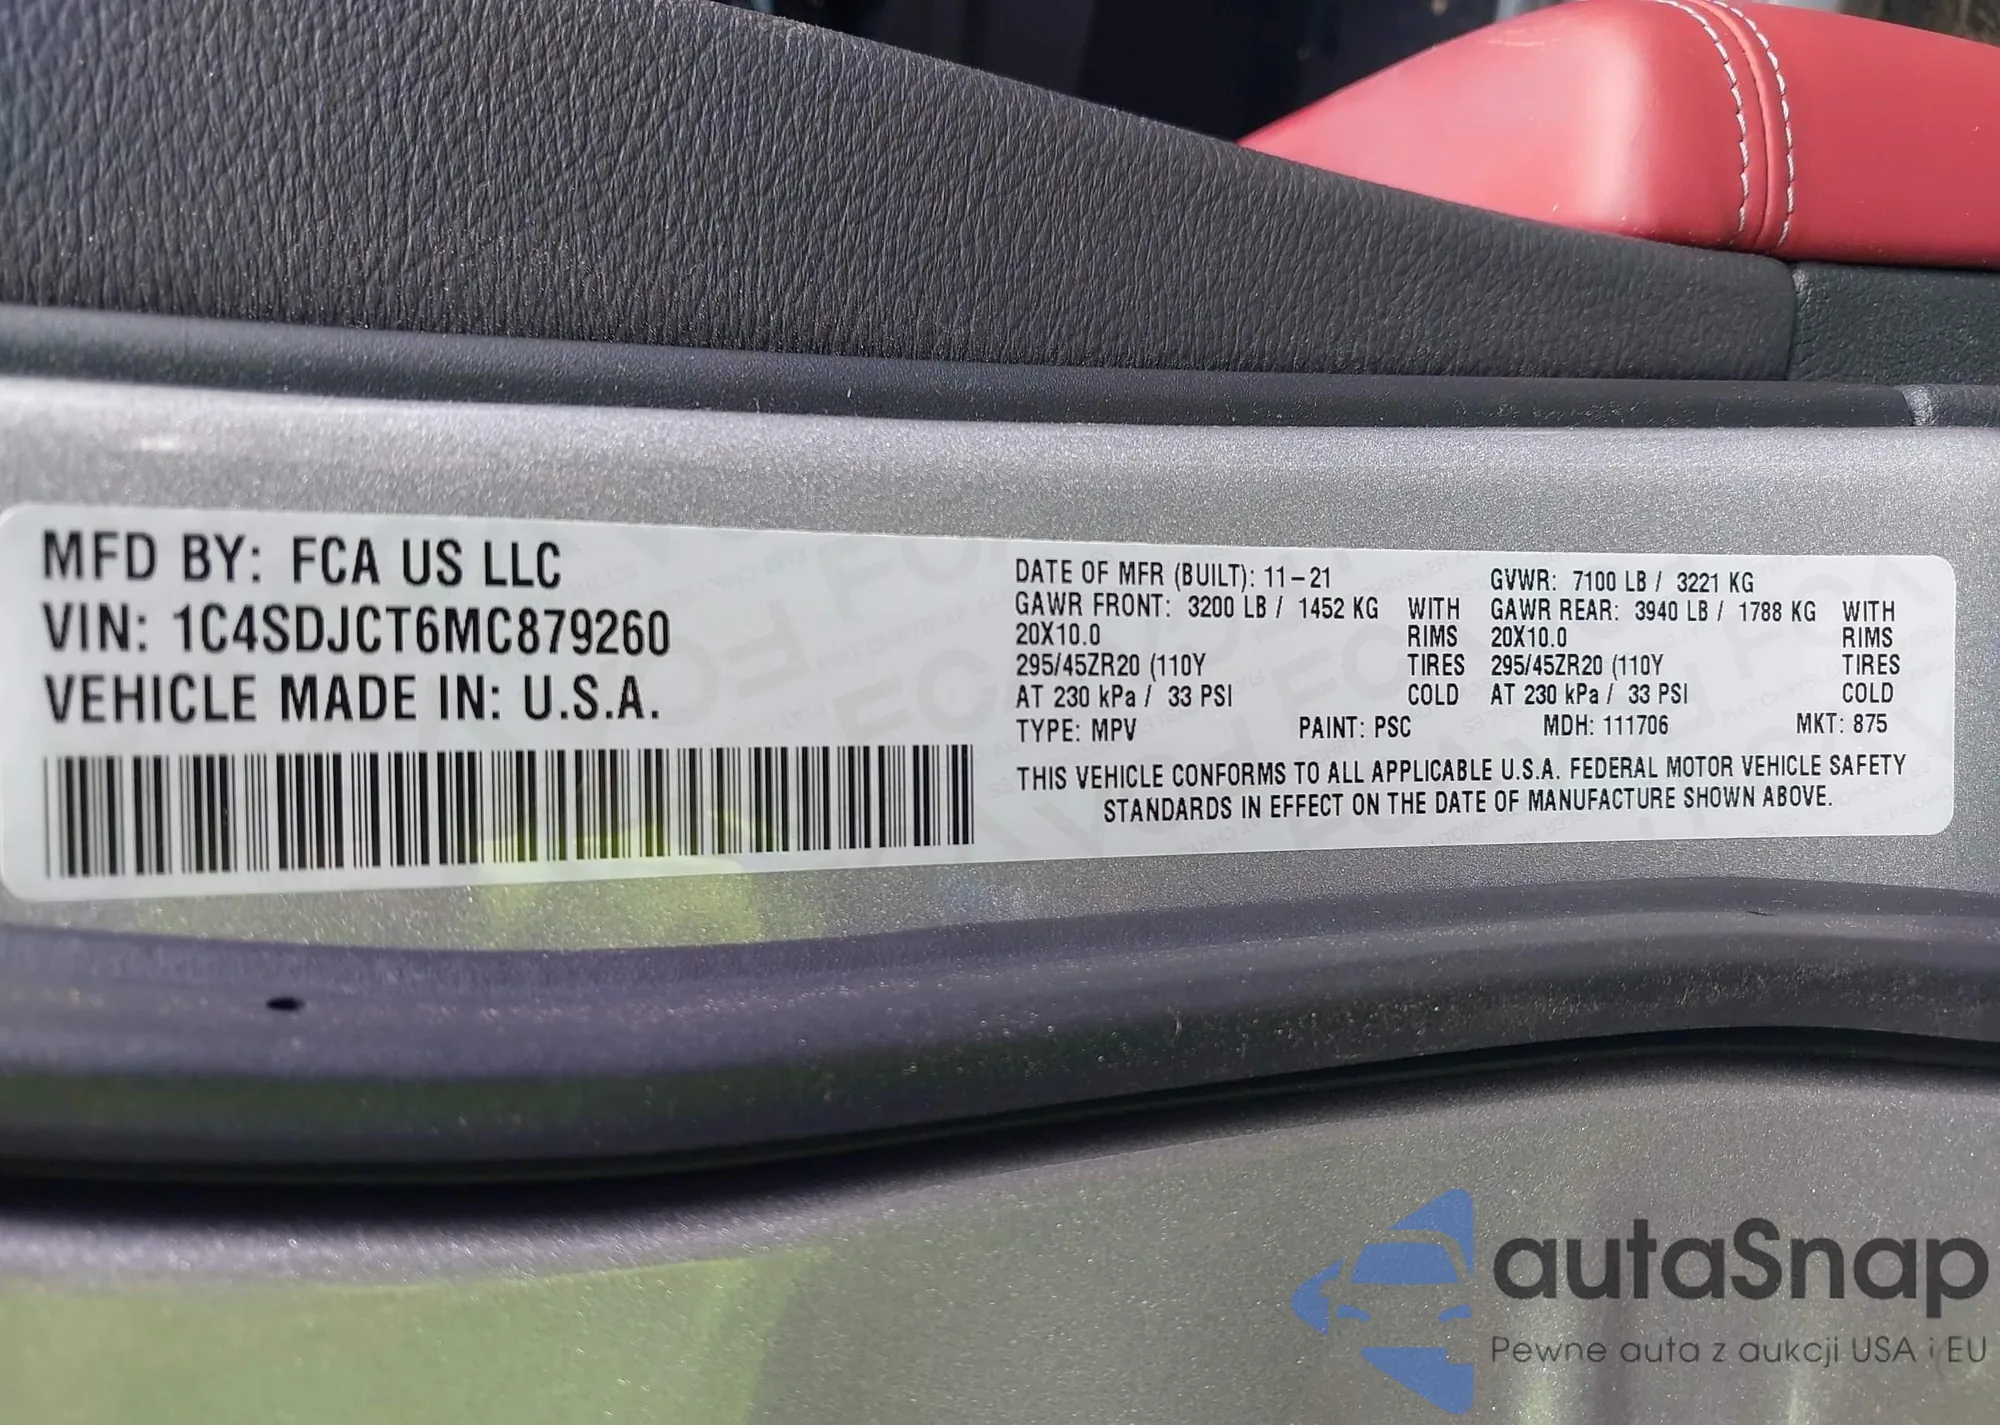 MFD BY: FCA US LLC
VIN: 1C4SDJCT6MC879260
VEHICLE MADE IN: U.S.A.
DATE OF MFR (BUILT): 11-21 GVWR: 7100 LB / 3221 KG
GAWR FRONT: 3200 LB / 1452 KG WITH GAWR REAR: 3940 LB / 1788 KG WITH
20X10.0 RIMS 20X10.0 RIMS
295/45ZR20 (110Y TIRES 295/45ZR20 (110Y TIRES
AT 230 kPa / 33 PSI COLD AT 230 kPa / 33 PSI COLD
TYPE: MPV PAINT: PSC MDH: 111706 MKT: 875
THIS VEHICLE CONFORMS TO ALL APPLICABLE U.S.A. FEDERAL MOTOR VEHICLE SAFETY
STANDARDS IN EFFECT ON THE DATE OF MANUFACTURE SHOWN ABOVE.
autaSnap
Pewne auta z aukcji USA i EU